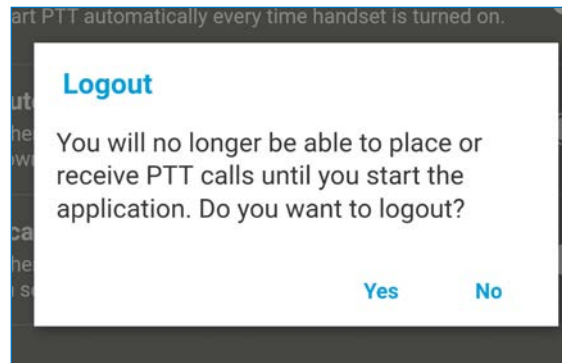 art PTT automatically every time handset is turned on.
Logout
You will no longer be able to place or
receive PTT calls until you start the
application. Do you want to logout?
Yes No